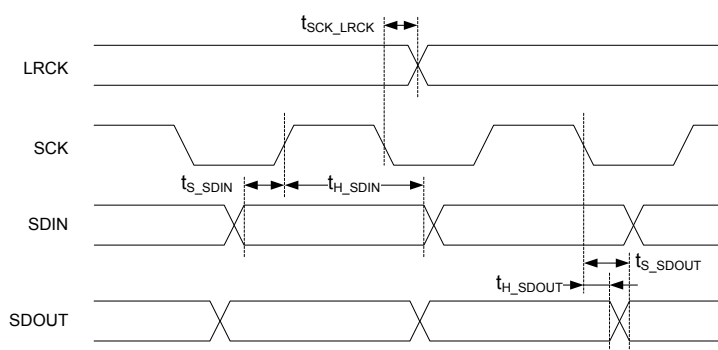 tSCK_LRCK
LRCK
SCK
tS_SDIN
tH_SDIN
SDIN
tS_SDOUT
tH_SDOUT
SDOUT